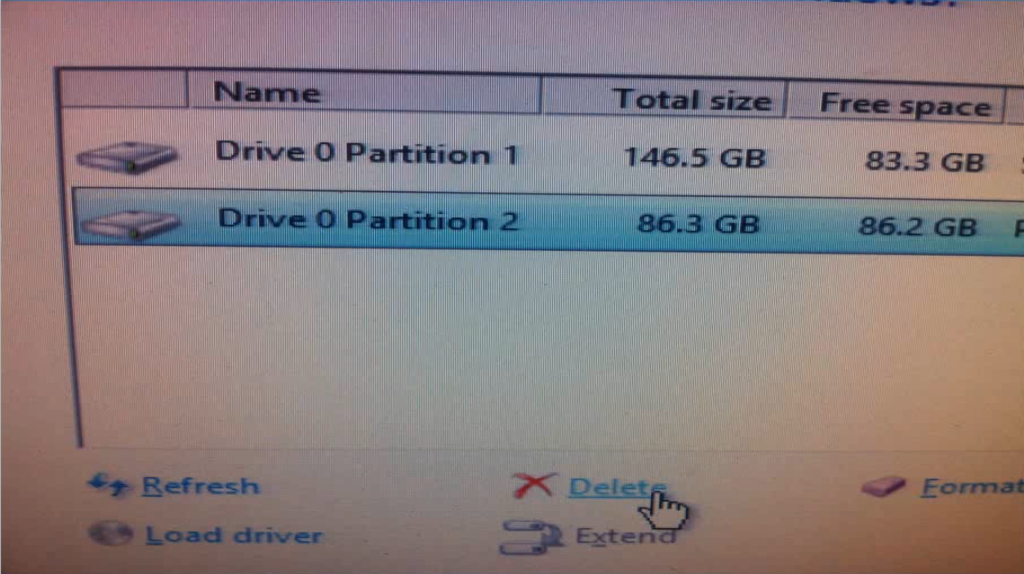 Name Total size Free space
Drive 0 Partition 1 146.5 GB 83.3 GB
Drive 0 Partition 2 86.3 GB 86.2 GB
Refresh Delete Format
Load driver Extend